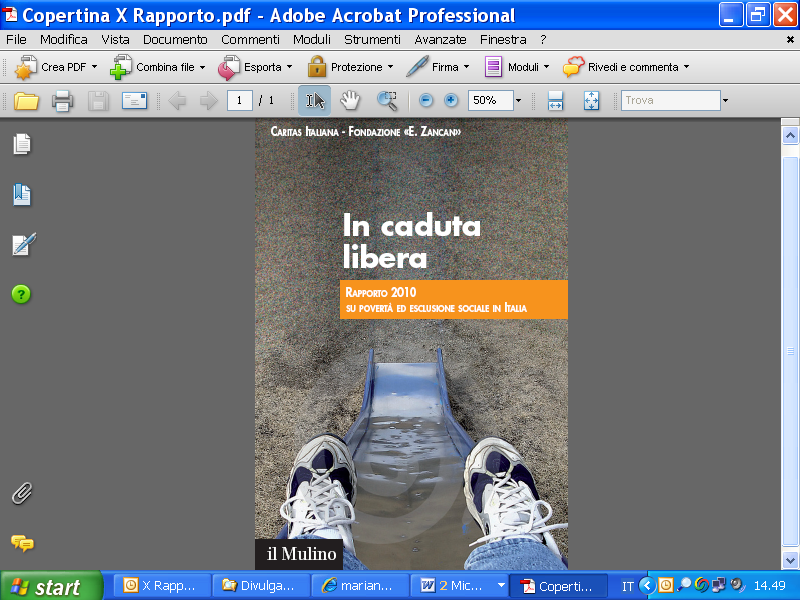 Copertina X Rapporto.pdf - Adobe Acrobat Professional
File Modifica Vista Documento Commenti Moduli Strumenti Avanzate Finestra ?
Crea PDF Combina file Esporta Protezione Firma Moduli Rivedi e commenta
1 / 1 50% Trova
Caritas Italiana - Fondazione «E. Zancan»
In caduta
libera
Rapporto 2010
su povertà ed esclusione sociale in Italia
il Mulino
start X Rapp... Divulga... marian... 2 Mic... Coperti... IT 14.49